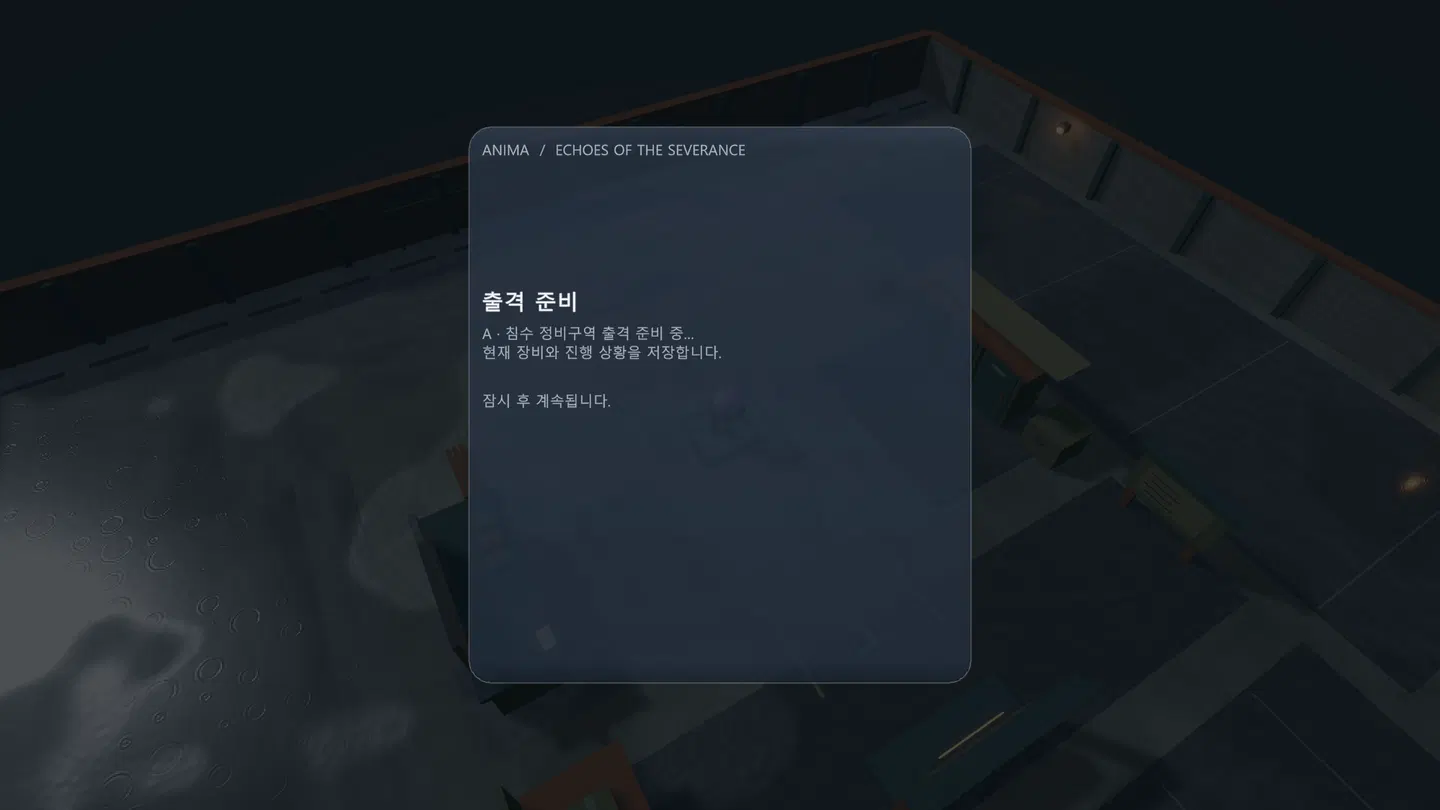 ANIMA / ECHOES OF THE SEVERANCE
출격 준비
A · 침수 정비구역 출격 준비 중...
현재 장비와 진행 상황을 저장합니다.
잠시 후 계속됩니다.